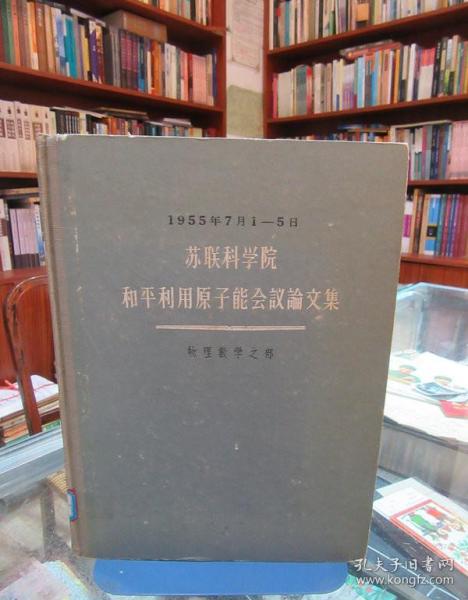 1955年7月1—5日
苏联科学院
和平利用原子能会议論文集
物理数学之部
孔夫子旧书网
www.kongfz.com